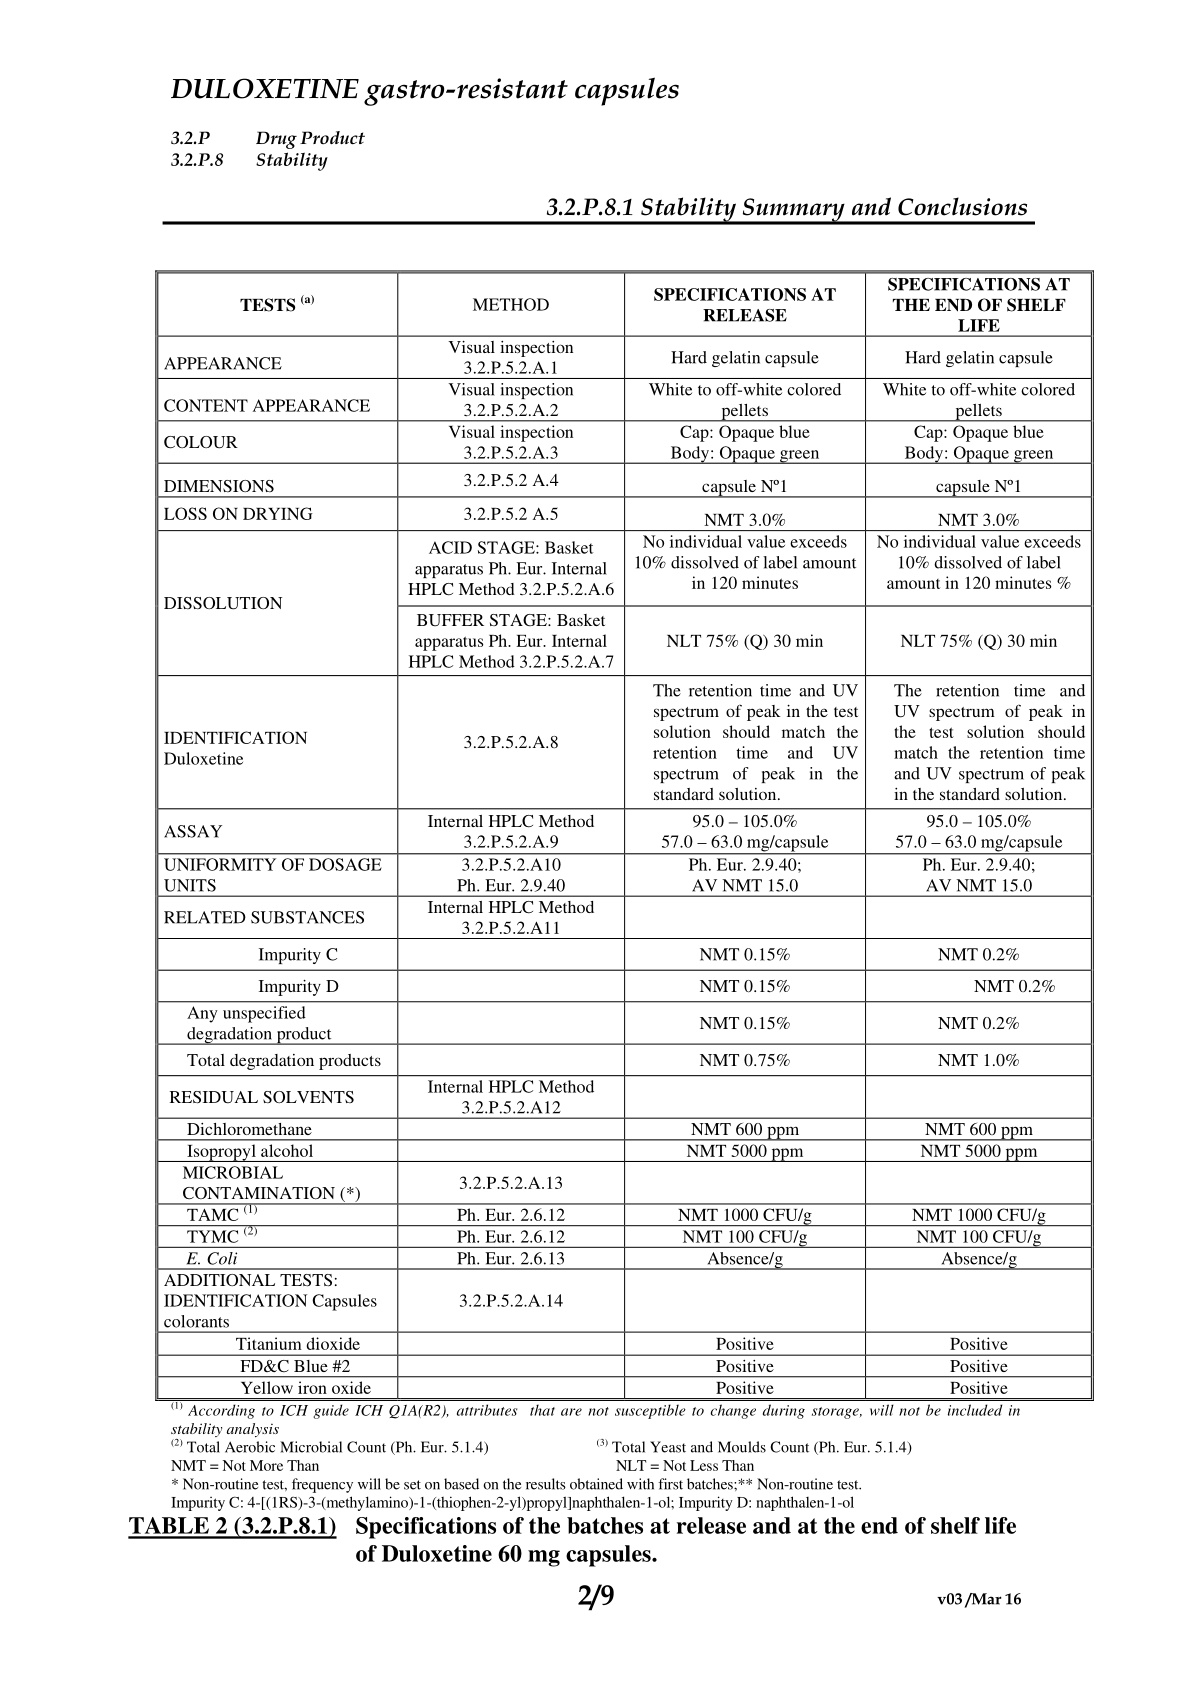 DULOXETINE gastro-resistant capsules
3.2.P Drug Product
3.2.P.8 Stability
3.2.P.8.1 Stability Summary and Conclusions
TESTS (a) METHOD SPECIFICATIONS AT RELEASE SPECIFICATIONS AT THE END OF SHELF LIFE
APPEARANCE Visual inspection 3.2.P.5.2.A.1 Hard gelatin capsule Hard gelatin capsule
CONTENT APPEARANCE Visual inspection 3.2.P.5.2.A.2 White to off-white colored pellets White to off-white colored pellets
COLOUR Visual inspection 3.2.P.5.2.A.3 Cap: Opaque blue Body: Opaque green Cap: Opaque blue Body: Opaque green
DIMENSIONS 3.2.P.5.2 A.4 capsule Nº1 capsule Nº1
LOSS ON DRYING 3.2.P.5.2 A.5 NMT 3.0% NMT 3.0%
DISSOLUTION
ACID STAGE: Basket apparatus Ph. Eur. Internal HPLC Method 3.2.P.5.2.A.6 No individual value exceeds 10% dissolved of label amount in 120 minutes No individual value exceeds 10% dissolved of label amount in 120 minutes %
BUFFER STAGE: Basket apparatus Ph. Eur. Internal HPLC Method 3.2.P.5.2.A.7 NLT 75% (Q) 30 min NLT 75% (Q) 30 min
IDENTIFICATION Duloxetine 3.2.P.5.2.A.8 The retention time and UV spectrum of peak in the test solution should match the retention time and UV spectrum of peak in the standard solution. The retention time and UV spectrum of peak in the test solution should match the retention time and UV spectrum of peak in the standard solution.
ASSAY Internal HPLC Method 3.2.P.5.2.A.9 95.0 – 105.0% 57.0 – 63.0 mg/capsule 95.0 – 105.0% 57.0 – 63.0 mg/capsule
UNIFORMITY OF DOSAGE UNITS 3.2.P.5.2.A10 Ph. Eur. 2.9.40 Ph. Eur. 2.9.40; AV NMT 15.0 Ph. Eur. 2.9.40; AV NMT 15.0
RELATED SUBSTANCES Internal HPLC Method 3.2.P.5.2.A11
Impurity C NMT 0.15% NMT 0.2%
Impurity D NMT 0.15% NMT 0.2%
Any unspecified degradation product NMT 0.15% NMT 0.2%
Total degradation products NMT 0.75% NMT 1.0%
RESIDUAL SOLVENTS Internal HPLC Method 3.2.P.5.2.A12
Dichloromethane NMT 600 ppm NMT 600 ppm
Isopropyl alcohol NMT 5000 ppm NMT 5000 ppm
MICROBIAL CONTAMINATION (*) 3.2.P.5.2.A.13
TAMC (1) Ph. Eur. 2.6.12 NMT 1000 CFU/g NMT 1000 CFU/g
TYMC (2) Ph. Eur. 2.6.12 NMT 100 CFU/g NMT 100 CFU/g
E. Coli Ph. Eur. 2.6.13 Absence/g Absence/g
ADDITIONAL TESTS: IDENTIFICATION Capsules colorants 3.2.P.5.2.A.14
Titanium dioxide Positive Positive
FD&C Blue #2 Positive Positive
Yellow iron oxide Positive Positive
(1) According to ICH guide ICH Q1A(R2), attributes that are not susceptible to change during storage, will not be included in
stability analysis
(2) Total Aerobic Microbial Count (Ph. Eur. 5.1.4) (3) Total Yeast and Moulds Count (Ph. Eur. 5.1.4)
NMT = Not More Than NLT = Not Less Than
* Non-routine test, frequency will be set on based on the results obtained with first batches;** Non-routine test.
Impurity C: 4-[(1RS)-3-(methylamino)-1-(thiophen-2-yl)propyl]naphthalen-1-ol; Impurity D: naphthalen-1-ol
TABLE 2 (3.2.P.8.1) Specifications of the batches at release and at the end of shelf life
of Duloxetine 60 mg capsules.
2/9 v03 /Mar 16